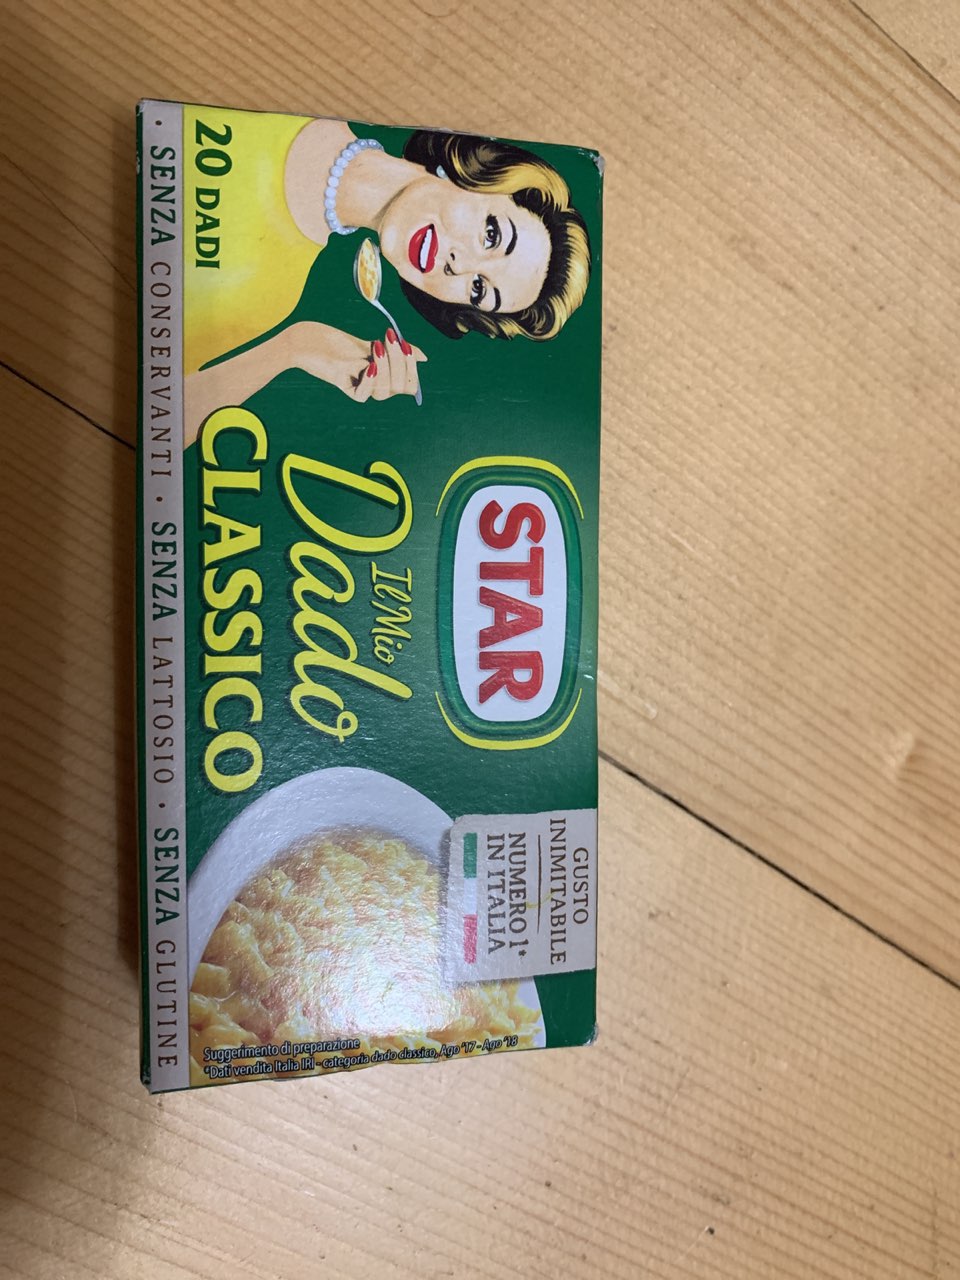 STAR
Il Mio
Dado
CLASSICO
20 DADI
GUSTO
INIMITABILE
NUMERO 1*
IN ITALIA
Suggerimento di preparazione
*Dati vendita Italia IRI - categoria dado classico, Ago '17 - Ago '18
• SENZA CONSERVANTI • SENZA LATTOSIO • SENZA GLUTINE